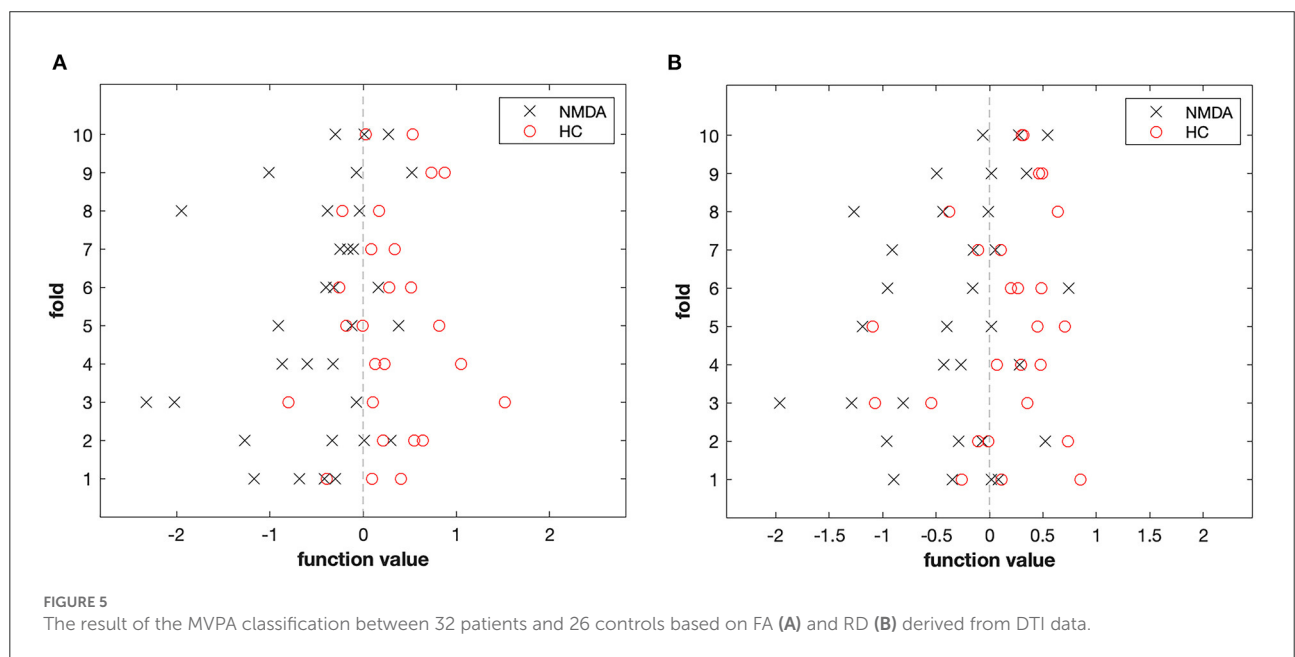 A
NMDA
HC
10
9
8
7
6
5
4
3
2
1
fold
-2
-1
0
1
2
function value
B
NMDA
HC
10
9
8
7
6
5
4
3
2
1
fold
-2
-1.5
-1
-0.5
0
0.5
1
1.5
2
function value
FIGURE 5
The result of the MVPA classification between 32 patients and 26 controls based on FA (A) and RD (B) derived from DTI data.